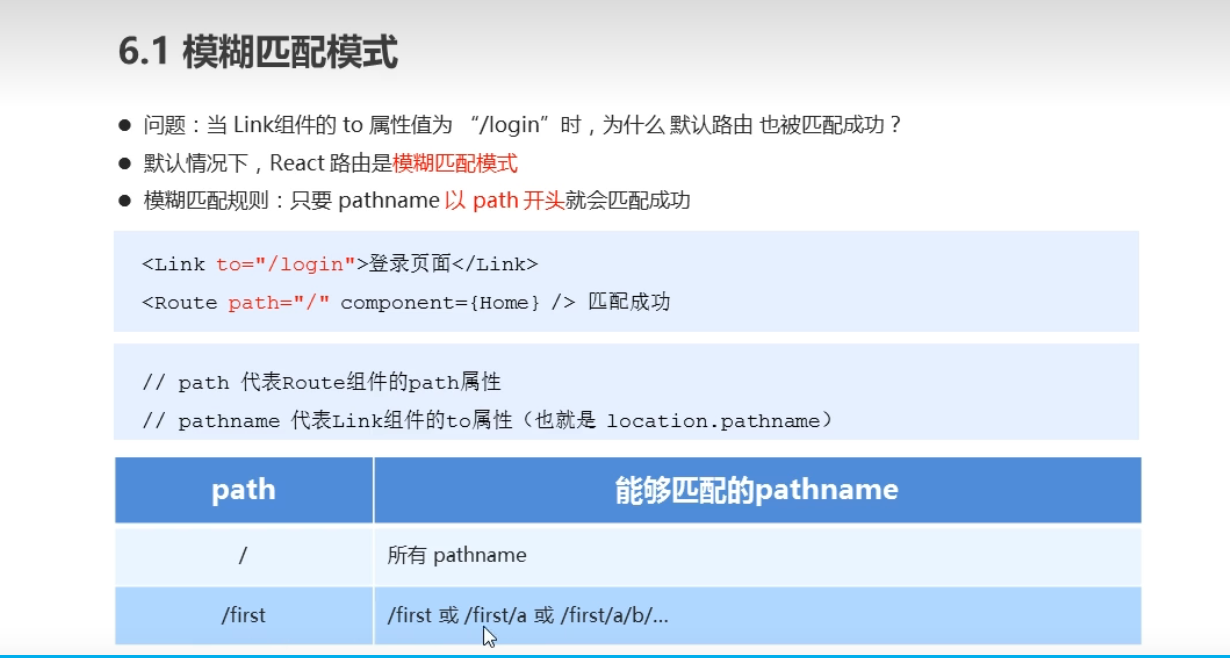 6.1 模糊匹配模式
● 问题：当 Link组件的 to 属性值为 “/login”时，为什么 默认路由 也被匹配成功？
● 默认情况下，React 路由是模糊匹配模式
● 模糊匹配规则：只要 pathname 以 path 开头就会匹配成功
<Link to="/login">登录页面</Link>
<Route path="/" component={Home} /> 匹配成功
// path 代表Route组件的path属性
// pathname 代表Link组件的to属性（也就是 location.pathname）
path 能够匹配的pathname
/ 所有 pathname
/first /first 或 /first/a 或 /first/a/b/...